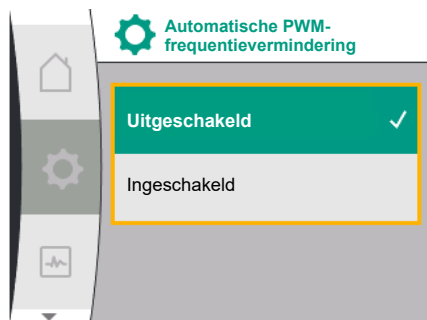 Automatische PWM-
frequentievermindering
Uitgeschakeld
Ingeschakeld